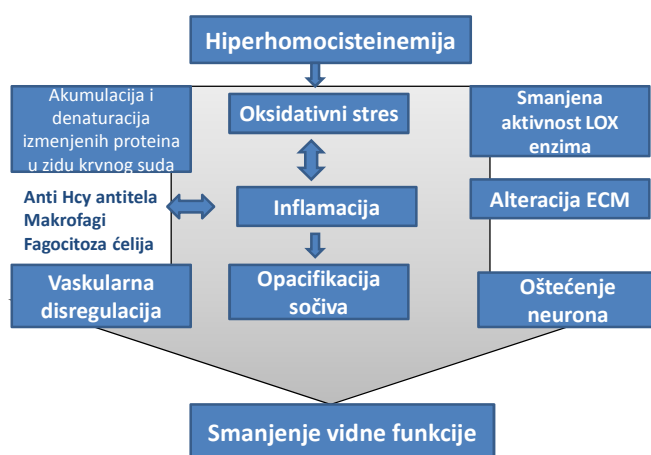 Hiperhomocisteinemija
Akumulacija i
denaturacija
izmenjenih proteina
u zidu krvnog suda
Oksidativni stres
Smanjena
aktivnost LOX
enzima
Anti Hcy antitela
Makrofagi
Fagocitoza ćelija
Inflamacija
Alteracija ECM
Vaskularna
disregulacija
Opacifikacija
sočiva
Oštećenje
neurona
Smanjenje vidne funkcije